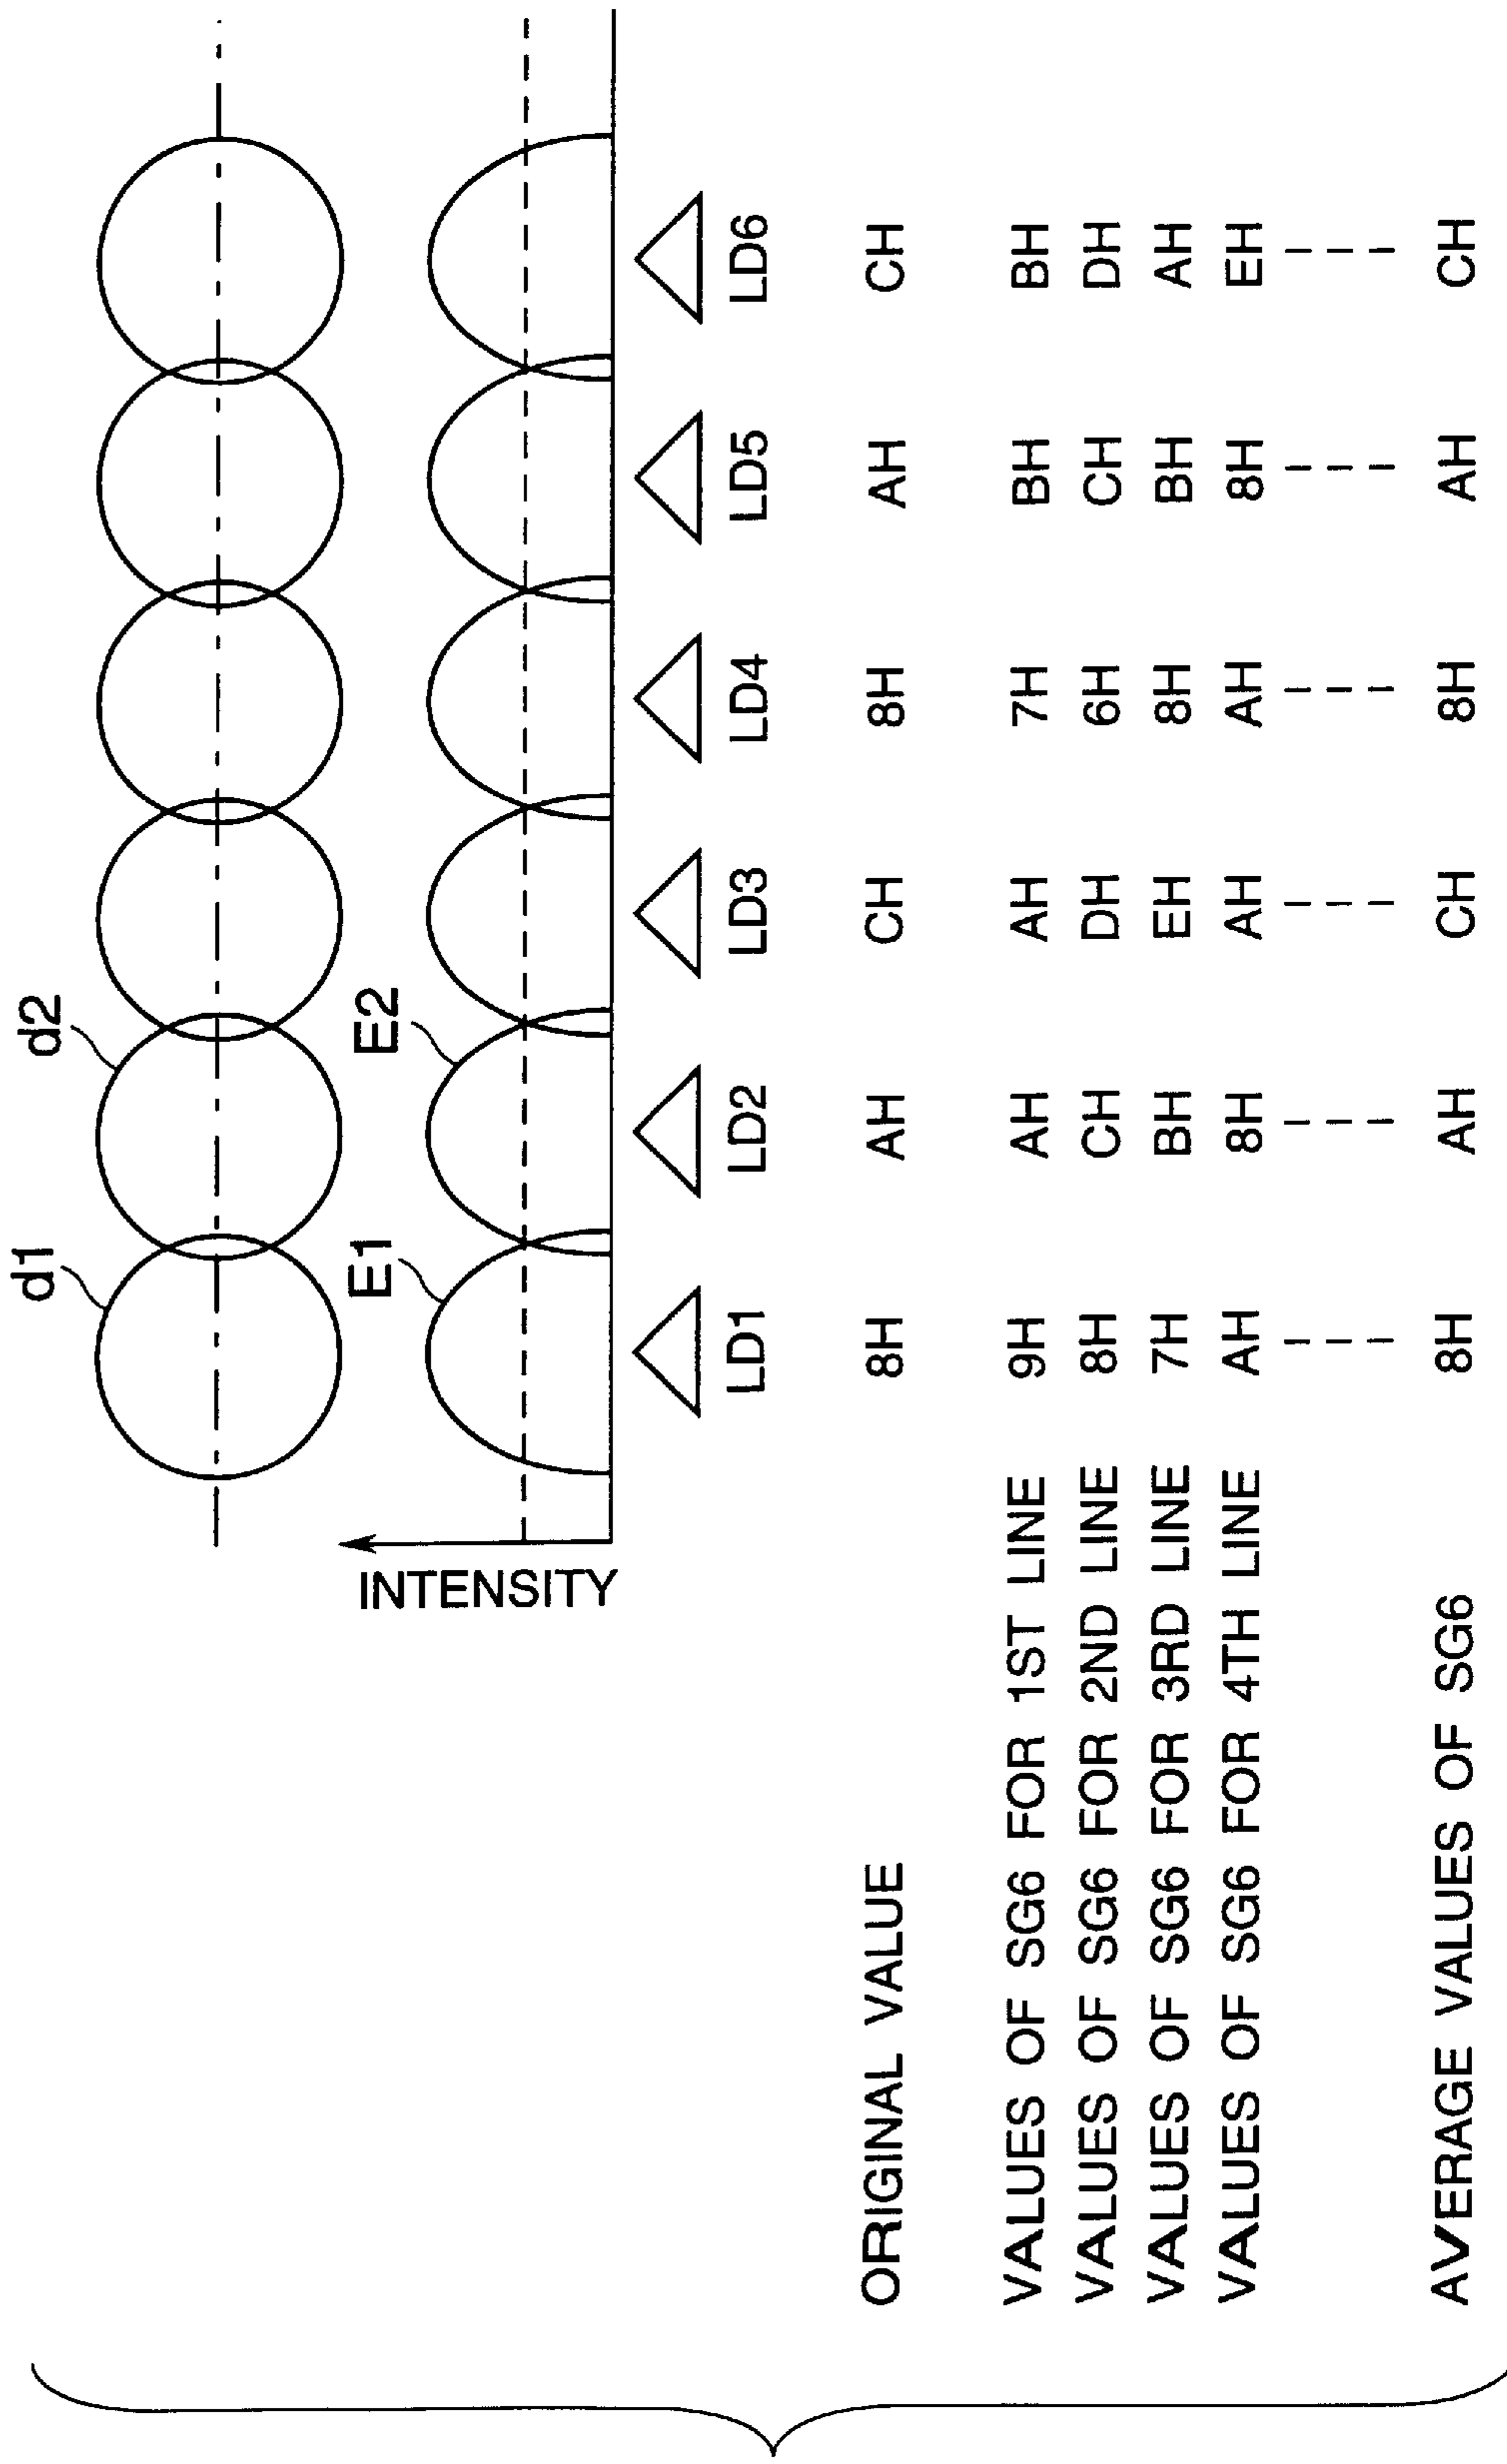 d1 d2
E1 E2
INTENSITY
LD1 LD2 LD3 LD4 LD5 LD6
ORIGINAL VALUE 8H AH CH 8H AH CH
VALUES OF SG6 FOR 1ST LINE 9H AH AH 7H BH BH
VALUES OF SG6 FOR 2ND LINE 8H CH DH 6H CH DH
VALUES OF SG6 FOR 3RD LINE 7H BH EH 8H BH AH
VALUES OF SG6 FOR 4TH LINE AH 8H AH AH 8H EH
AVERAGE VALUES OF SG6 8H AH CH 8H AH CH